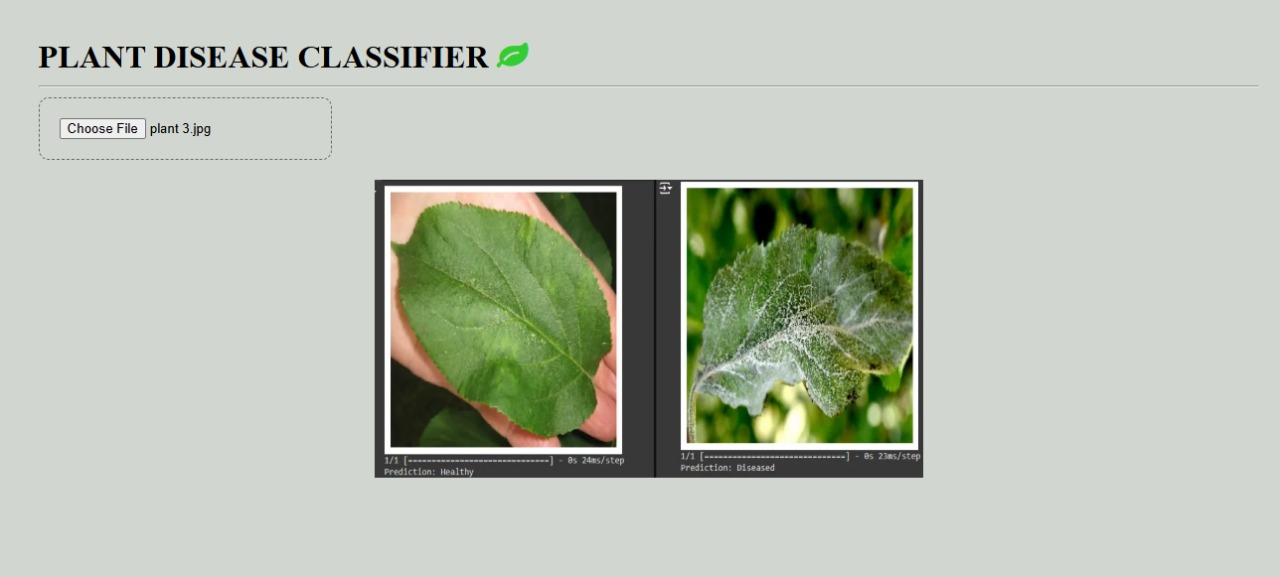 PLANT DISEASE CLASSIFIER
Choose File plant 3.jpg
1/1 [==============================] - 0s 24ms/step
Prediction: Healthy
1/1 [==============================] - 0s 23ms/step
Prediction: Diseased